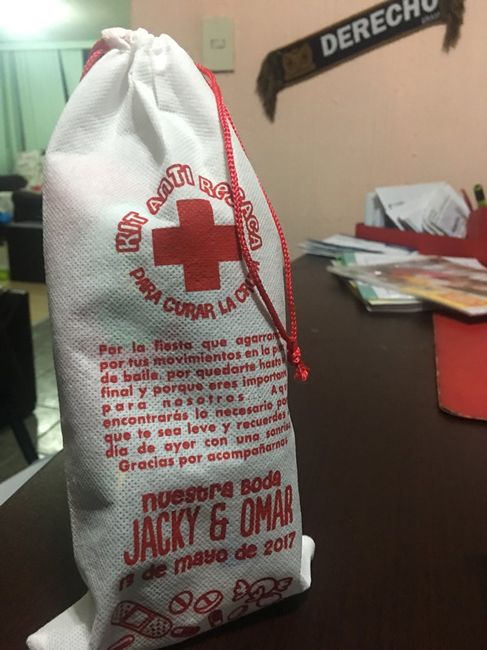 DERECHO
KIT ANTI RESACA
PARA CURAR LA
Por la fiesta que
por tus movimientos en la
de baile, por quedarte
final y porque eres
para nosotros
encontrarás lo necesario
que te sea leve y recuerdes
día de ayer con una
Gracias por
nuestra Boda
JACKY & OMAR
de mayo de 2017